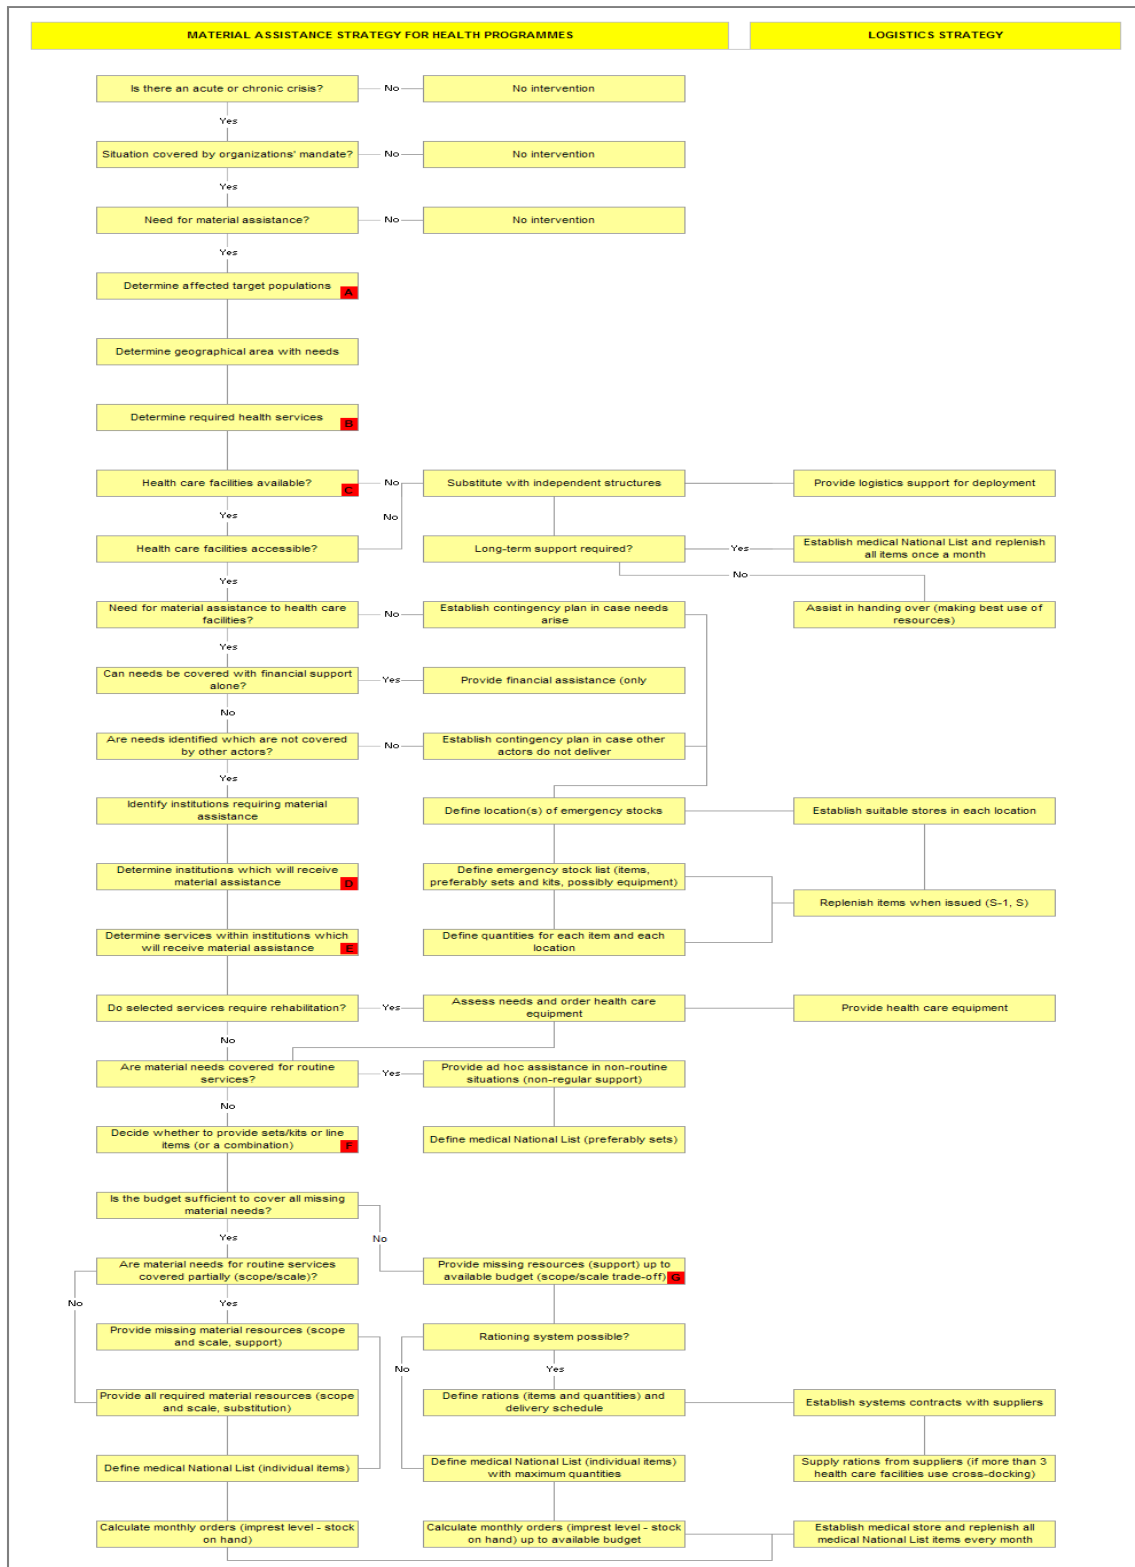 MATERIAL ASSISTANCE STRATEGY FOR HEALTH PROGRAMMES
LOGISTICS STRATEGY
Is there an acute or chronic crisis?
No
No intervention
Yes
Situation covered by organizations' mandate?
No
No intervention
Yes
Need for material assistance?
No
No intervention
Yes
Determine affected target populations
A
Determine geographical area with needs
Determine required health services
B
Health care facilities available?
C
No
Substitute with independent structures
Provide logistics support for deployment
Yes
No
Health care facilities accessible?
Long-term support required?
Yes
Establish medical National List and replenish
all items once a month
Yes
No
Need for material assistance to health care
facilities?
No
Establish contingency plan in case needs
arise
Assist in handing over (making best use of
resources)
Yes
Can needs be covered with financial support
alone?
Yes
Provide financial assistance (only
No
Are needs identified which are not covered
by other actors?
No
Establish contingency plan in case other
actors do not deliver
Yes
Identify institutions requiring material
assistance
Define location(s) of emergency stocks
Establish suitable stores in each location
Determine institutions which will receive
material assistance
D
Define emergency stock list (items,
preferably sets and kits, possibly equipment)
Replenish items when issued (S-1, S)
Determine services within institutions which
will receive material assistance
E
Define quantities for each item and each
location
Do selected services require rehabilitation?
Yes
Assess needs and order health care
equipment
Provide health care equipment
No
Are material needs covered for routine
services?
Yes
Provide ad hoc assistance in non-routine
situations (non-regular support)
No
Decide whether to provide sets/kits or line
items (or a combination)
F
Define medical National List (preferably sets)
Is the budget sufficient to cover all missing
material needs?
Yes
No
Are material needs for routine services
covered partially (scope/scale)?
Provide missing resources (support) up to
available budget (scope/scale trade-off)
G
No
Yes
Provide missing material resources (scope
and scale, support)
Rationing system possible?
No
Yes
Provide all required material resources (scope
and scale, substitution)
Define rations (items and quantities) and
delivery schedule
Establish systems contracts with suppliers
Define medical National List (individual items)
Define medical National List (individual items)
with maximum quantities
Supply rations from suppliers (if more than 3
health care facilities use cross-docking)
Calculate monthly orders (imprest level - stock
on hand)
Calculate monthly orders (imprest level - stock
on hand) up to available budget
Establish medical store and replenish all
medical National List items every month